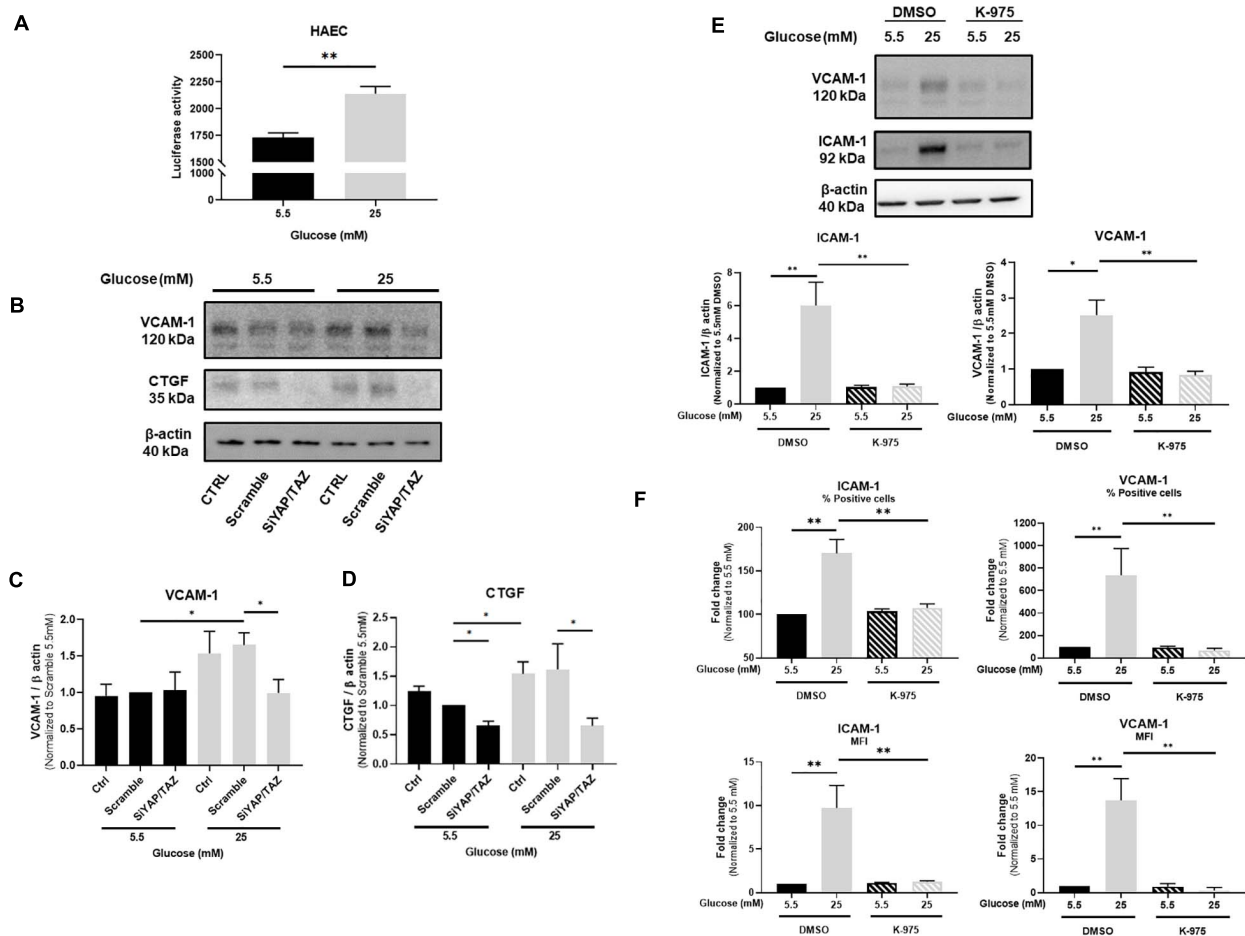 A
HAEC
**
Luciferase activity
2500
2250
2000
1750
1500
1000
0
5.5
25
Glucose (mM)
B
Glucose (mM)
5.5
25
VCAM-1
120 kDa
CTGF
35 kDa
β-actin
40 kDa
CTRL
Scramble
SiYAP/TAZ
CTRL
Scramble
SiYAP/TAZ
C
VCAM-1
*
*
VCAM-1 / β actin
(Normalized to Scramble 5.5mM)
2.0
1.5
1.0
0.5
0.0
Ctrl
Scramble
SiYAP/TAZ
Ctrl
Scramble
SiYAP/TAZ
5.5
25
Glucose (mM)
D
CTGF
*
*
*
CTGF / β actin
(Normalized to Scramble 5.5mM)
2.5
2.0
1.5
1.0
0.5
0.0
Ctrl
Scramble
SiYAP/TAZ
Ctrl
Scramble
SiYAP/TAZ
5.5
25
Glucose (mM)
E
DMSO
K-975
Glucose (mM)
5.5
25
5.5
25
VCAM-1
120 kDa
ICAM-1
92 kDa
β-actin
40 kDa
ICAM-1
**
**
ICAM-1 /β actin
(Normalized to 5.5mM DMSO)
8
6
4
2
0
Glucose (mM)
5.5
25
5.5
25
DMSO
K-975
VCAM-1
*
**
VCAM-1 /β actin
(Normalized to 5.5mM DMSO)
4
3
2
1
0
Glucose (mM)
5.5
25
5.5
25
DMSO
K-975
F
ICAM-1
% Positive cells
**
**
Fold change
(Normalized to 5.5 mM)
200
150
100
50
Glucose (mM)
5.5
25
5.5
25
DMSO
K-975
VCAM-1
% Positive cells
**
**
Fold change
(Normalized to 5.5 mM)
1200
1000
800
600
400
200
0
Glucose (mM)
5.5
25
5.5
25
DMSO
K-975
ICAM-1
MFI
**
**
Fold change
(Normalized to 5.5 mM)
15
10
5
0
Glucose (mM)
5.5
25
5.5
25
DMSO
K-975
VCAM-1
MFI
**
**
Fold change
(Normalized to 5.5 mM)
20
15
10
5
0
Glucose (mM)
5.5
25
5.5
25
DMSO
K-975